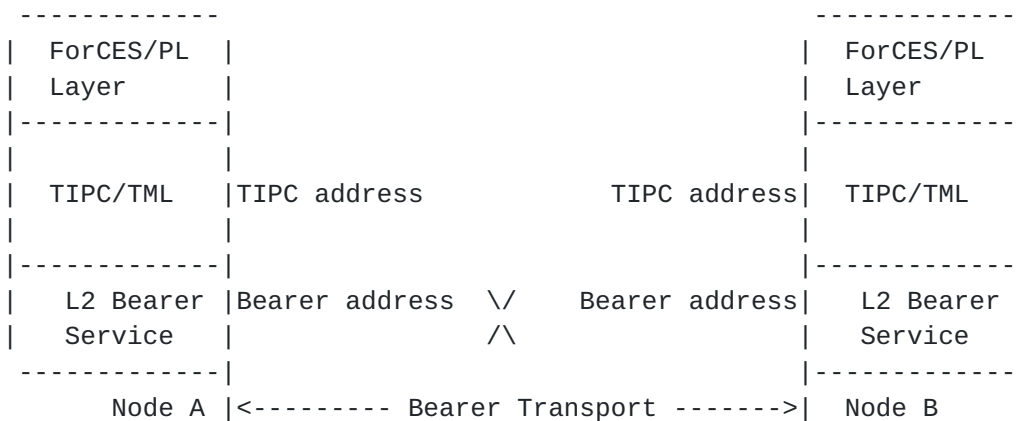 -------------                                       -------------
|  ForCES/PL  |                                     |  ForCES/PL
|  Layer      |                                     |  Layer
|-------------|                                     |-------------
|             |                                     |
|  TIPC/TML   |TIPC address            TIPC address|  TIPC/TML
|             |                                     |
|-------------|                                     |-------------
|   L2 Bearer |Bearer address  \/    Bearer address|   L2 Bearer
|   Service   |                /\                   |   Service
 -------------|                                     |-------------
       Node A |<--------- Bearer Transport ------->|  Node B